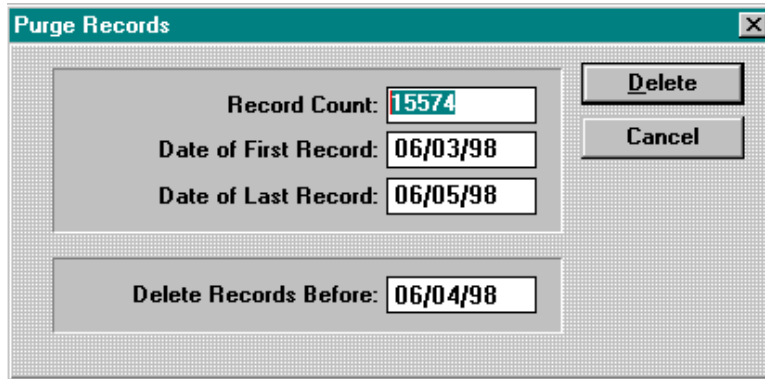 Purge Records
Record Count: 15574
Date of First Record: 06/03/98
Date of Last Record: 06/05/98
Delete Records Before: 06/04/98
Delete
Cancel